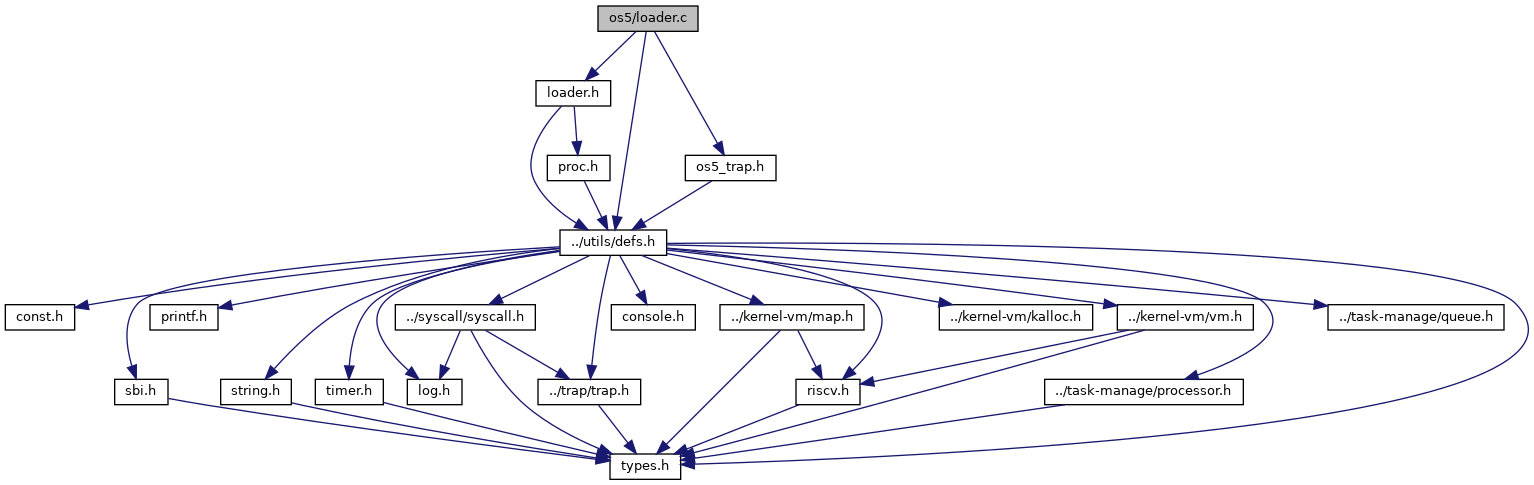 os5/loader.c
loader.h
proc.h
os5_trap.h
../utils/defs.h
const.h
printf.h
../syscall/syscall.h
console.h
../kernel-vm/map.h
../kernel-vm/kalloc.h
../kernel-vm/vm.h
../task-manage/queue.h
sbi.h
string.h
timer.h
log.h
../trap/trap.h
riscv.h
../task-manage/processor.h
types.h